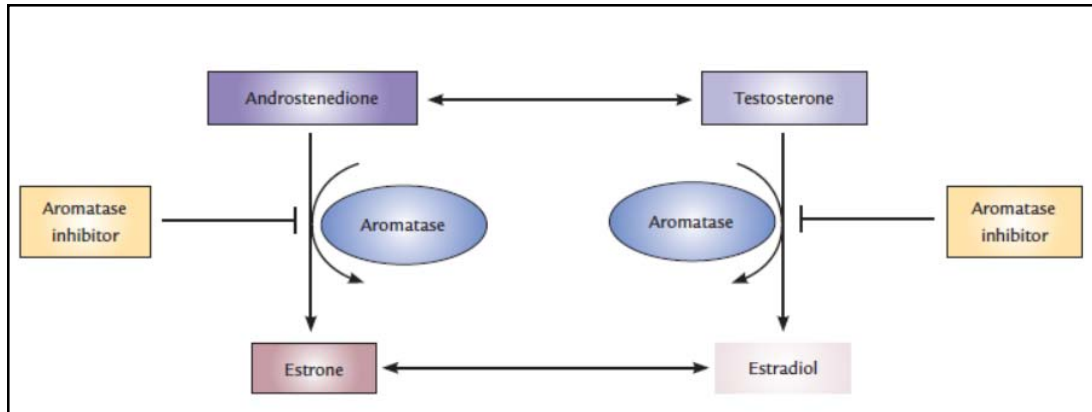 Androstenedione
Testosterone
Aromatase
inhibitor
Aromatase
Aromatase
Aromatase
inhibitor
Estrone
Estradiol